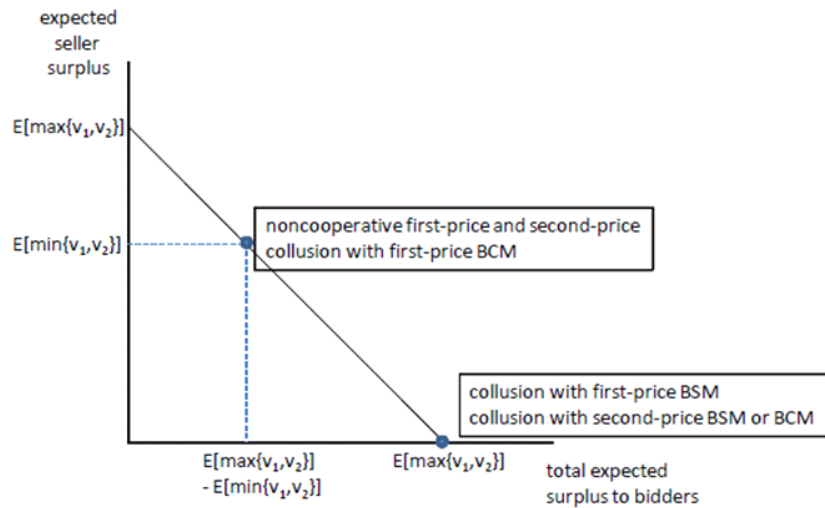 expected
seller
surplus
E[max{v₁,v₂}]
E[min{v₁,v₂}]
noncooperative first-price and second-price
collusion with first-price BCM
collusion with first-price BSM
collusion with second-price BSM or BCM
E[max{v₁,v₂}]
- E[min{v₁,v₂}]
E[max{v₁,v₂}]
total expected
surplus to bidders